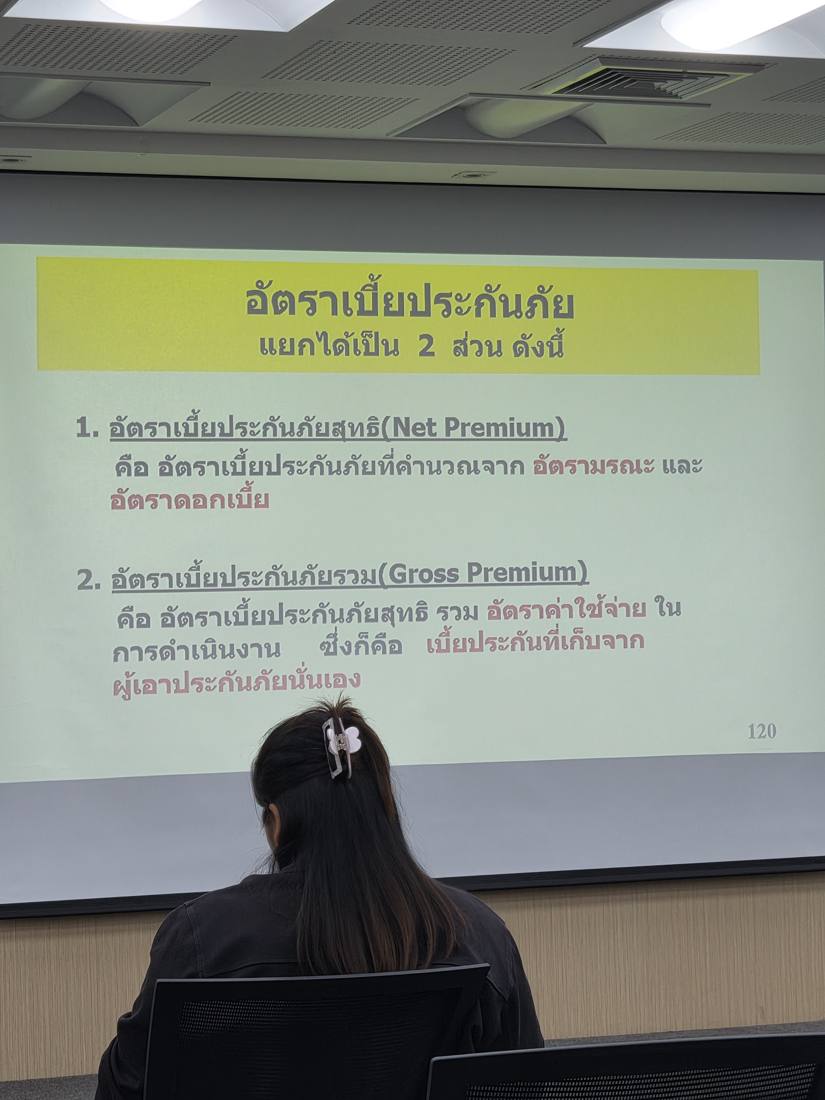 อัตราเบี้ยประกันภัย
แยกได้เป็น 2 ส่วน ดังนี้
1. อัตราเบี้ยประกันภัยสุทธิ(Net Premium)
คือ อัตราเบี้ยประกันภัยที่คำนวณจาก อัตรามรณะ และ
อัตราดอกเบี้ย
2. อัตราเบี้ยประกันภัยรวม(Gross Premium)
คือ อัตราเบี้ยประกันภัยสุทธิ รวม อัตราค่าใช้จ่าย ใน
การดำเนินงาน ซึ่งก็คือ เบี้ยประกันที่เก็บจาก
ผู้เอาประกันภัยนั่นเอง
120